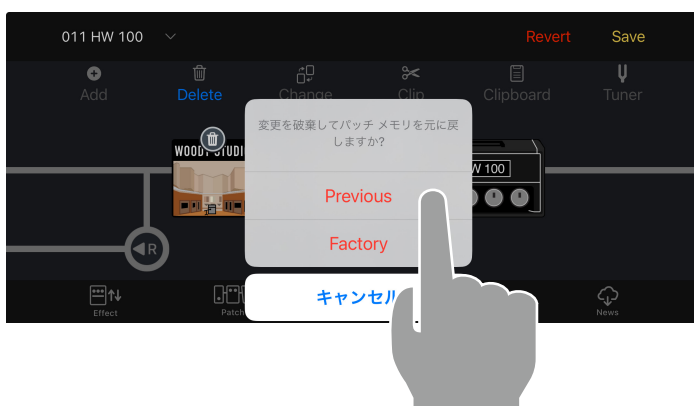 011 HW 100
Revert
Save
Add
Delete
Change
Clip
Clipboard
Tuner
変更を破棄してパッチ メモリを元に戻
しますか?
WOODY STUDI
W 100
R
Previous
Factory
キャンセル
Effect
Patch
News